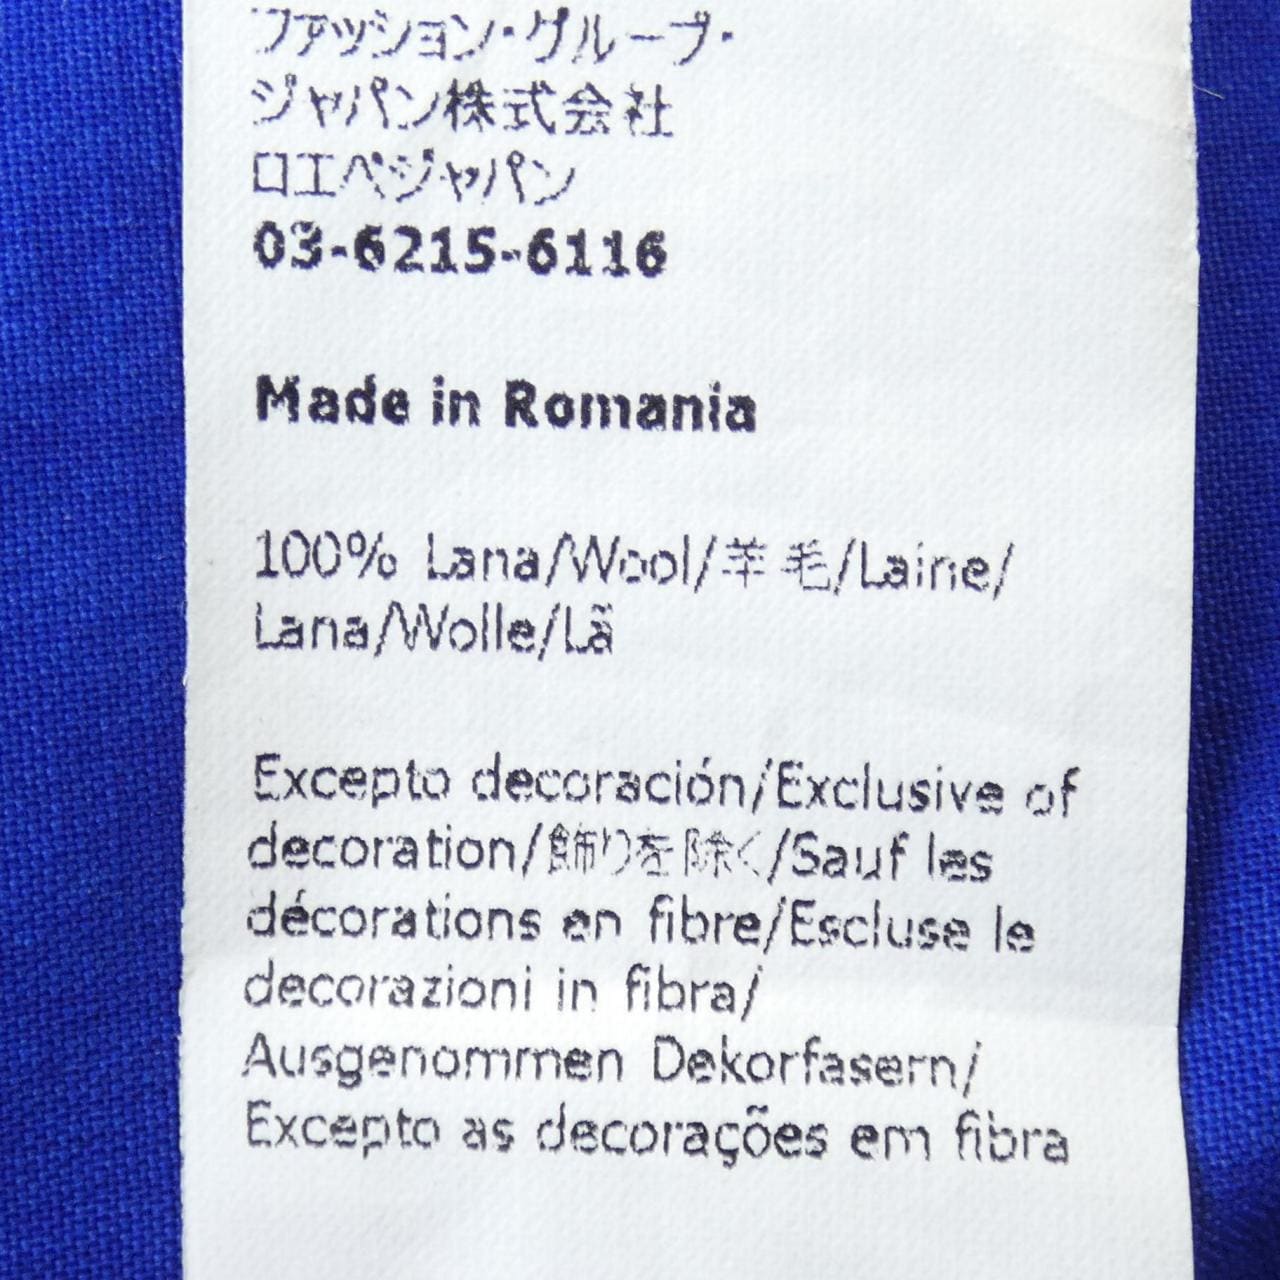 ファッション・グループ・
ジャパン株式会社
ロエベジャパン
03-6215-6116
Made in Romania
100% Lana/Wool/羊毛/Laine/
Lana/Wolle/Lã
Excepto decoración/Exclusive of
decoration/飾りを除く/Sauf les
décorations en fibre/Escluse le
decorazioni in fibra/
Ausgenommen Dekorfasern/
Excepto as decorações em fibra